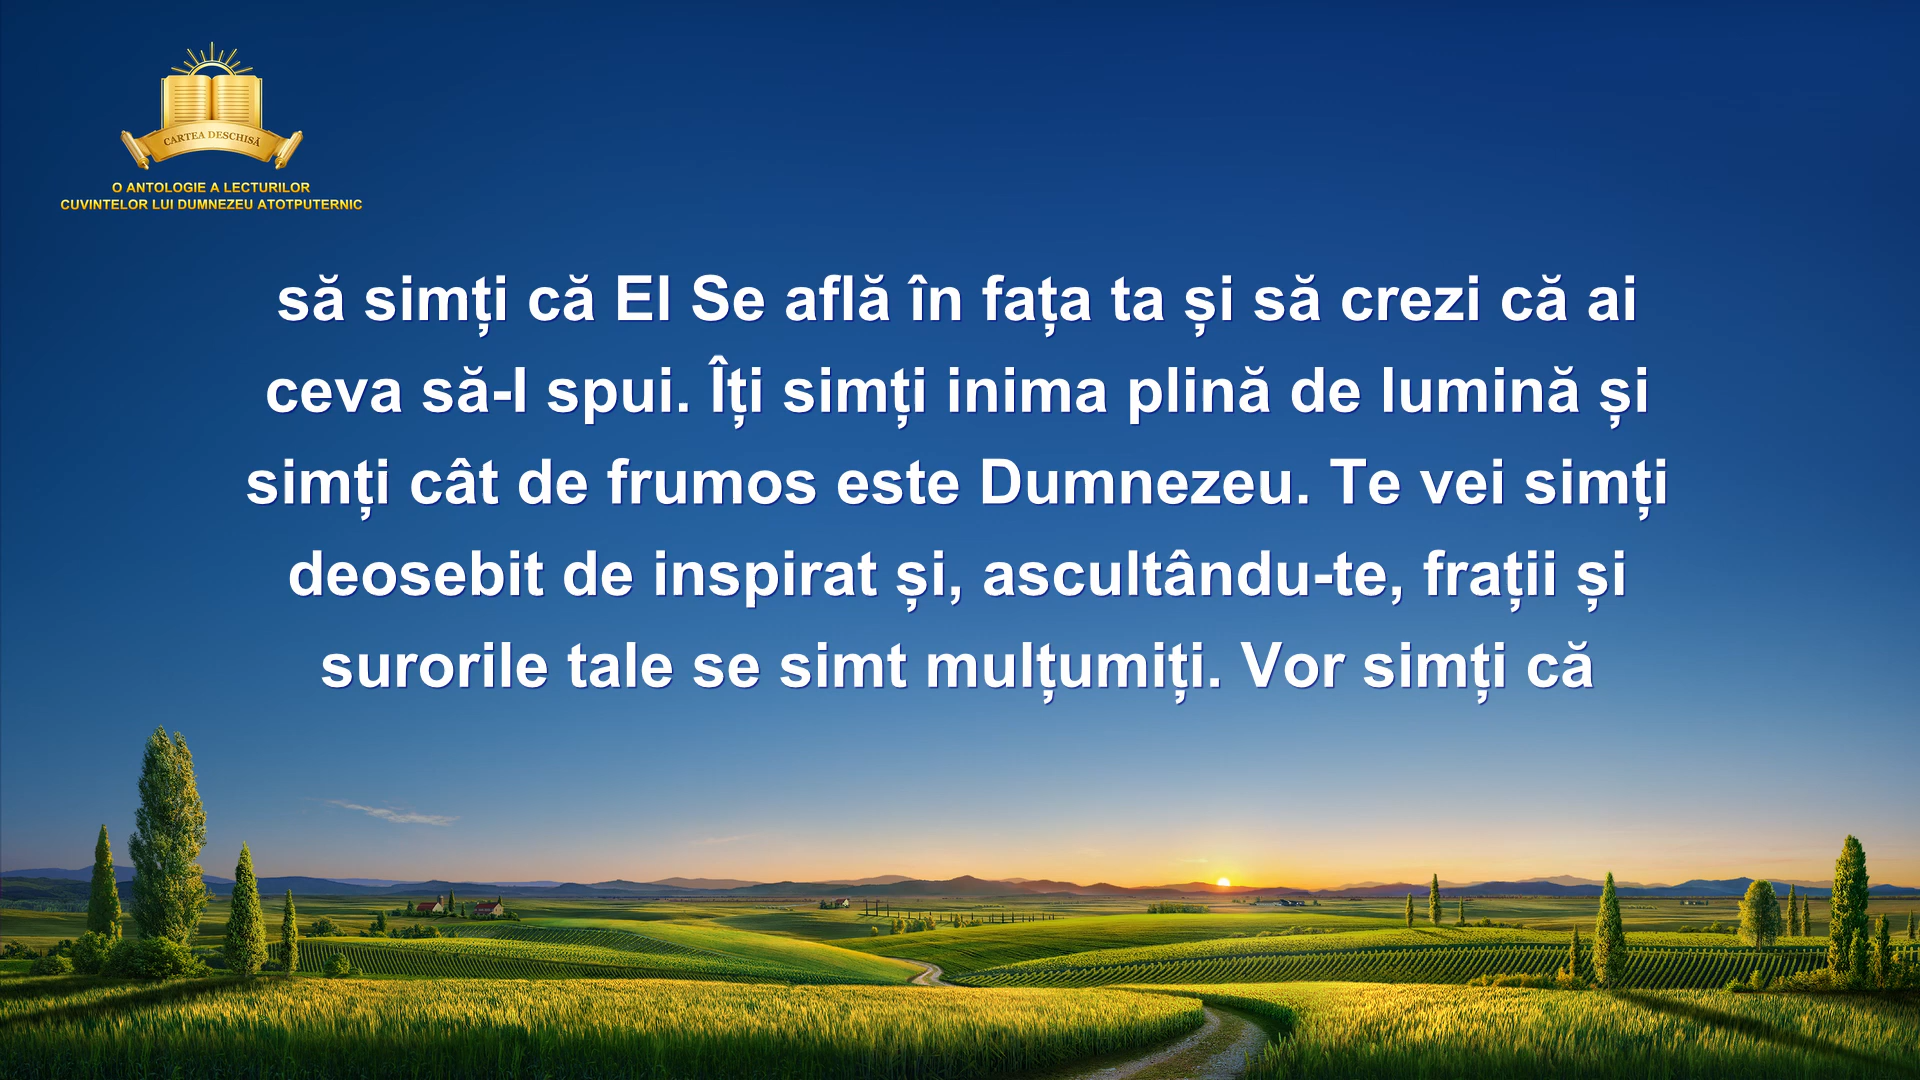 CARTEA DESCHISĂ
O ANTOLOGIE A LECTURILOR
CUVINTELOR LUI DUMNEZEU ATOTPUTERNIC
să simți că El Se află în fața ta și să crezi că ai
ceva să-I spui. Îți simți inima plină de lumină și
simți cât de frumos este Dumnezeu. Te vei simți
deosebit de inspirat și, ascultându-te, frații și
surorile tale se simt mulțumiți. Vor simți că